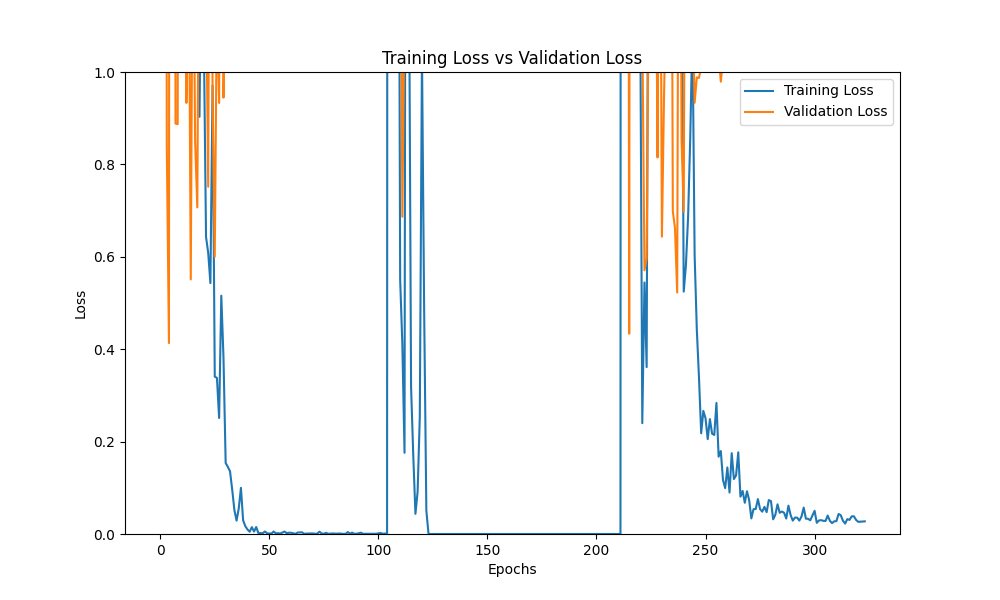 Training Loss vs Validation Loss
Training Loss
Validation Loss
1.0
0.8
0.6
0.4
0.2
0.0
Loss
0 50 100 150 200 250 300
Epochs